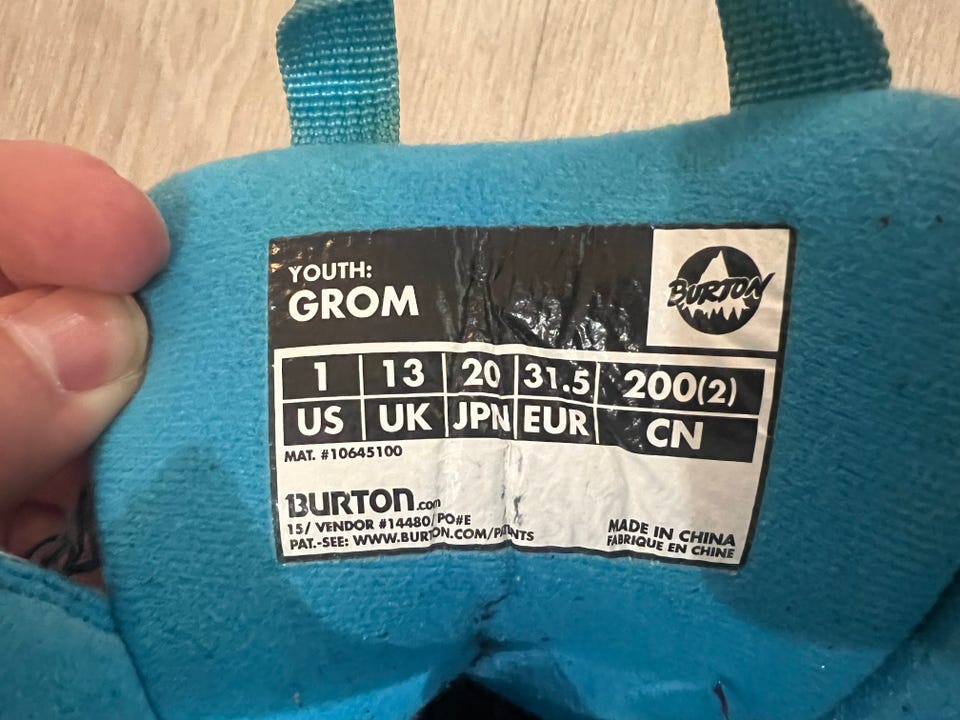 YOUTH:
GROM
BURTON
1 13 20 31.5 200(2)
US UK JPN EUR CN
MAT. #10645100
BURTON.com
15/ VENDOR #14480/PO#E
PAT.-SEE: WWW.BURTON.COM/PATENTS
MADE IN CHINA
FABRIQUE EN CHINE